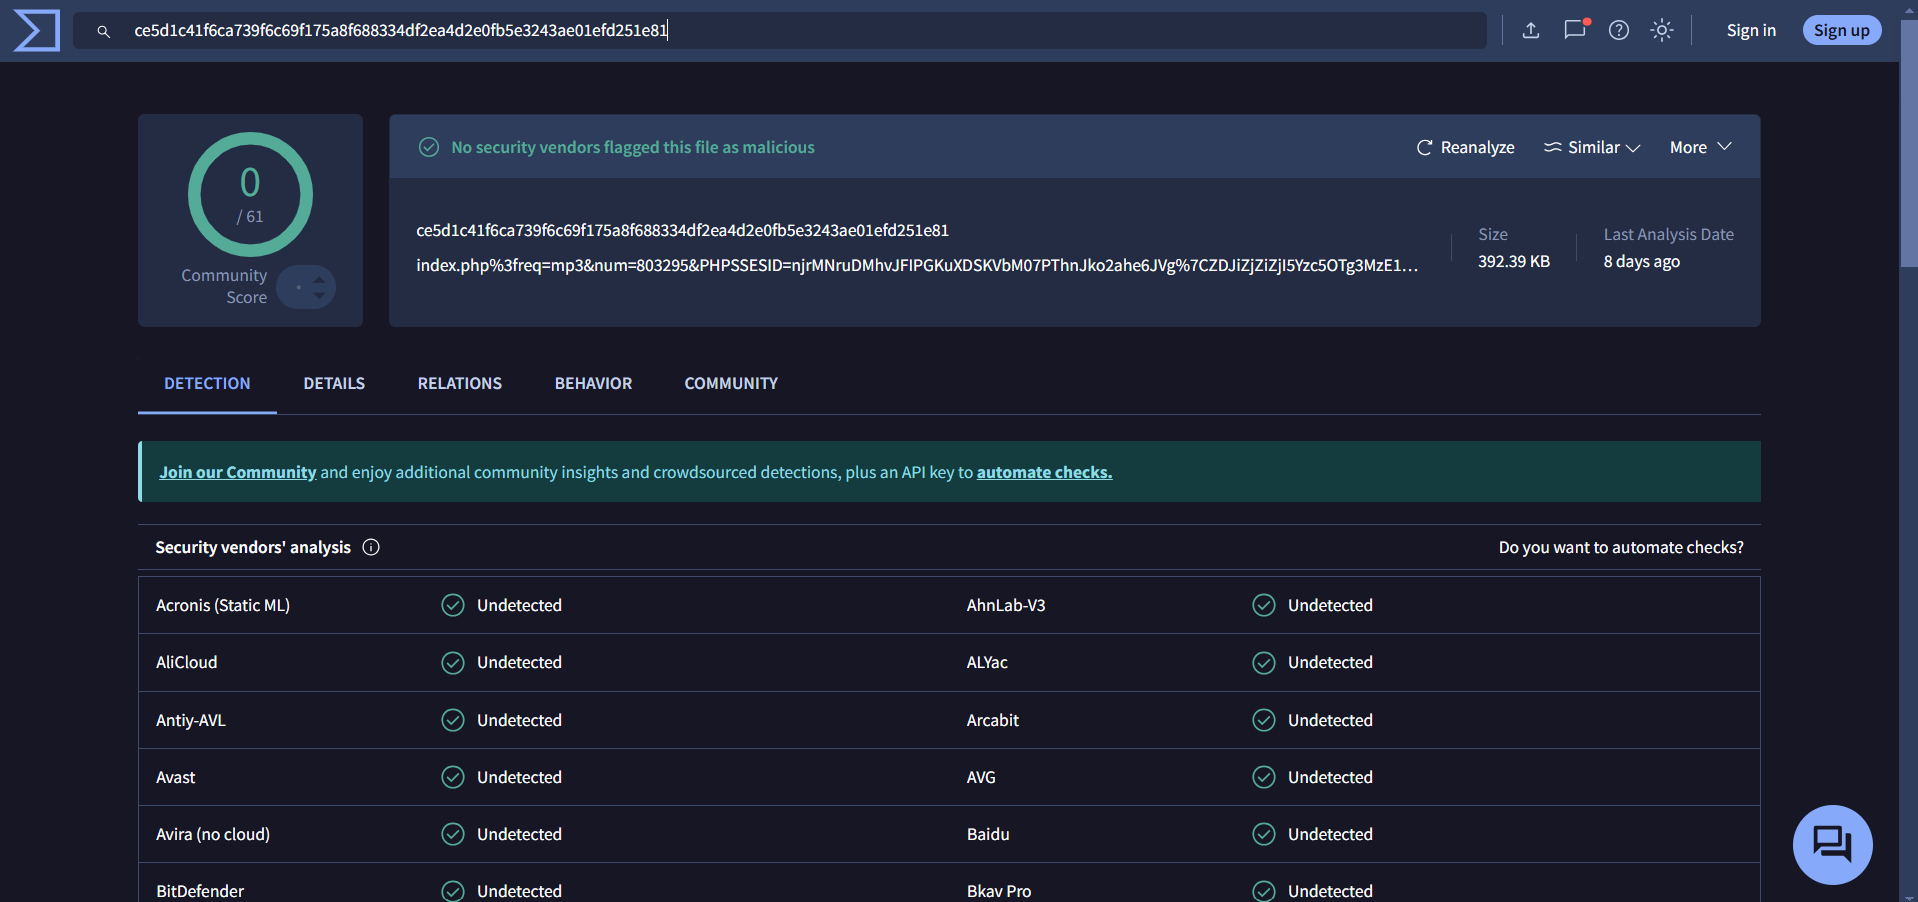 ce5d1c41f6ca739f6c69f175a8f688334df2ea4d2e0fb5e3243ae01efd251e81
Sign in
Sign up
0
/ 61
Community
Score
No security vendors flagged this file as malicious
Reanalyze
Similar
More
ce5d1c41f6ca739f6c69f175a8f688334df2ea4d2e0fb5e3243ae01efd251e81
index.php%3freq=mp3&num=803295&PHPSSESID=njrMNruDMhvJFIPGKuXDSKVbM07PThnJko2ahe6JVg%7CZDJiZjZiZjI5Yzc5OTg3MzE1…
Size
392.39 KB
Last Analysis Date
8 days ago
DETECTION
DETAILS
RELATIONS
BEHAVIOR
COMMUNITY
Join our Community and enjoy additional community insights and crowdsourced detections, plus an API key to automate checks.
Security vendors' analysis
Do you want to automate checks?
Acronis (Static ML)
Undetected
AhnLab-V3
Undetected
AliCloud
Undetected
ALYac
Undetected
Antiy-AVL
Undetected
Arcabit
Undetected
Avast
Undetected
AVG
Undetected
Avira (no cloud)
Undetected
Baidu
Undetected
BitDefender
Undetected
Bkav Pro
Undetected